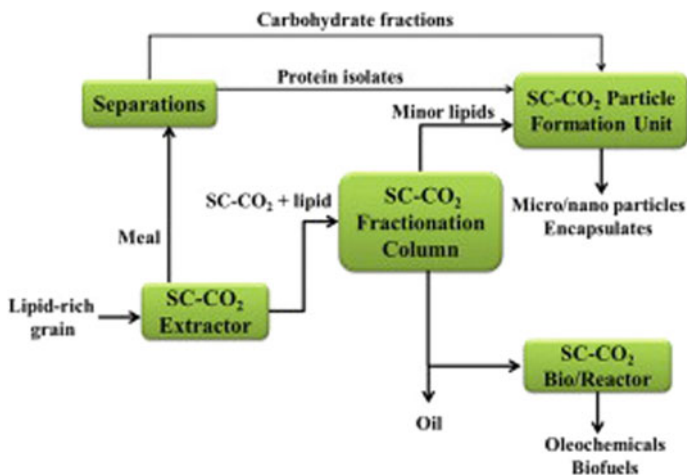 Carbohydrate fractions
Protein isolates
Separations
SC-CO₂ Particle
Formation Unit
Minor lipids
SC-CO₂ + lipid
SC-CO₂
Fractionation
Column
Micro/nano particles
Encapsulates
Meal
Lipid-rich
grain
SC-CO₂
Extractor
SC-CO₂
Bio/Reactor
Oil
Oleochemicals
Biofuels